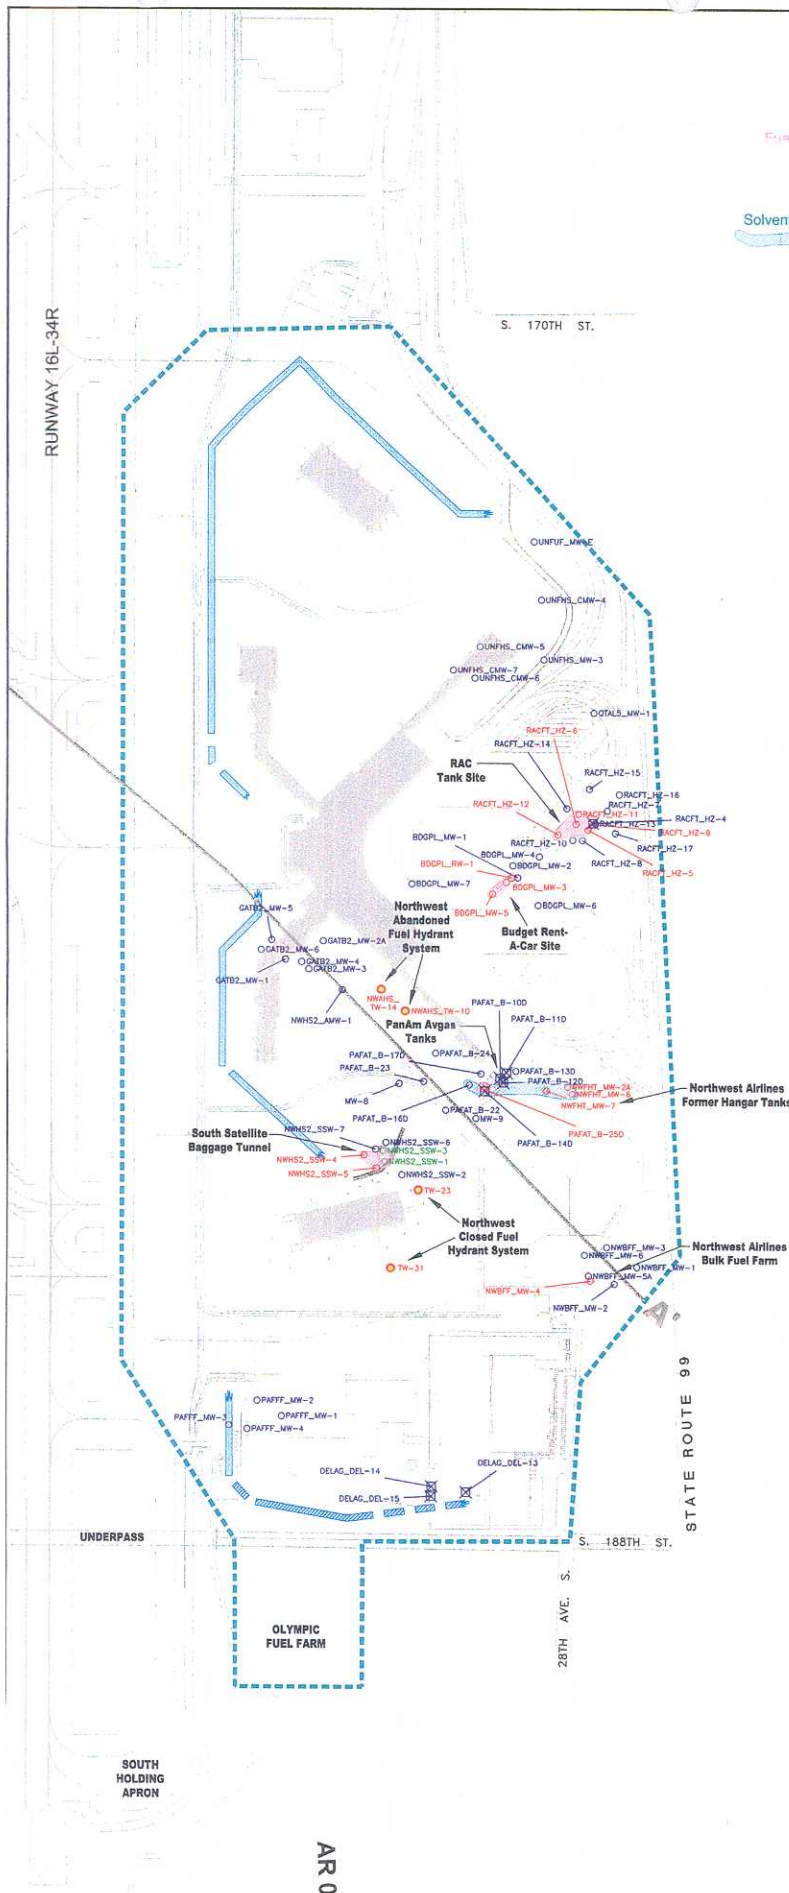 Solvent
RUNWAY 16L-34R
S. 170TH ST.
UNFUF_MW-E
UNFHS_CMW-4
UNFHS_CMW-5
UNFHS_MW-3
UNFHS_CMW-7
UNFHS_CMW-6
QTAL5_MW-1
RACFT_HZ-6
RACFT_HZ-14
RAC
Tank Site
RACFT_HZ-15
RACFT_HZ-16
RACFT_HZ-7
RACFT_HZ-12
RACFT_HZ-11
RACFT_HZ-4
RACFT_HZ-13
RACFT_HZ-9
RACFT_HZ-10
RACFT_HZ-17
RACFT_HZ-8
RACFT_HZ-5
BDGPL_MW-1
BDGPL_MW-4
BDGPL_MW-2
BDGPL_RW-1
BDGPL_MW-7
BDGPL_MW-3
BDGPL_MW-5
BDGPL_MW-6
Budget Rent-
A-Car Site
Northwest
Abandoned
Fuel Hydrant
System
GATB2_MW-5
GATB2_MW-2A
GATB2_MW-6
GATB2_MW-4
GATB2_MW-3
GATB2_MW-1
NWHS2_AMW-1
NWAHS_
TW-14
NWAHS_TW-10
PanAm Avgas
Tanks
PAFAT_B-10D
PAFAT_B-11D
PAFAT_B-24
PAFAT_B-17D
PAFAT_B-13D
PAFAT_B-23
PAFAT_B-12D
MW-8
NWFHT_MW-2A
NWFHT_MW-6
NWFHT_MW-7
Northwest Airlines
Former Hangar Tanks
PAFAT_B-22
PAFAT_B-16D
MW-9
PAFAT_B-25D
PAFAT_B-14D
South Satellite
Baggage Tunnel
NWHS2_SSW-7
NWHS2_SSW-6
NWHS2_SSW-3
NWHS2_SSW-4
NWHS2_SSW-1
NWHS2_SSW-5
NWHS2_SSW-2
TW-23
Northwest
Closed Fuel
Hydrant System
TW-31
NWBFF_MW-3
NWBFF_MW-6
NWBFF_MW-1
NWBFF_MW-5A
NWBFF_MW-4
NWBFF_MW-2
Northwest Airlines
Bulk Fuel Farm
A'
STATE ROUTE 99
PAFFF_MW-2
PAFFF_MW-3
PAFFF_MW-1
PAFFF_MW-4
DELAG_DEL-14
DELAG_DEL-13
DELAG_DEL-15
UNDERPASS
S. 188TH ST.
28TH AVE. S.
OLYMPIC
FUEL FARM
SOUTH
HOLDING
APRON
AR 0